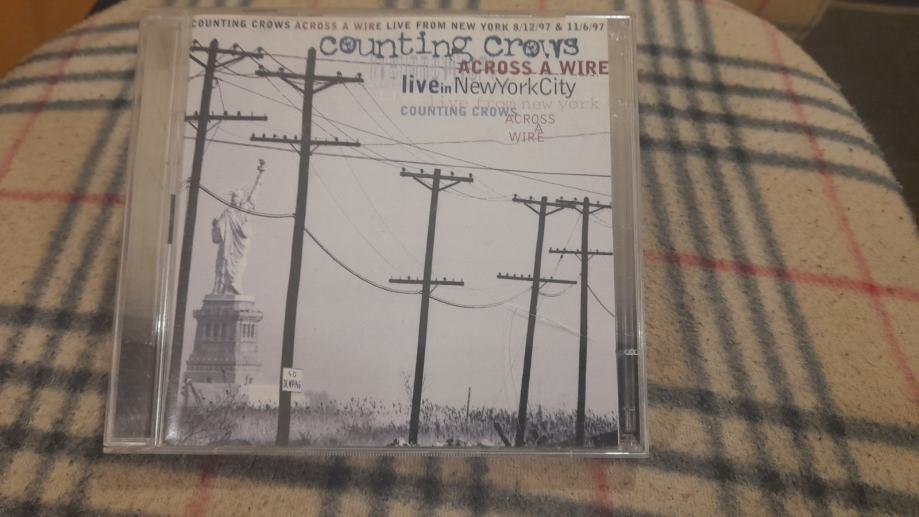 COUNTING CROWS ACROSS A WIRE LIVE FROM NEW YORK 8/12/97 & 11/6/97
counting crows
ACROSS A WIRE
live in NewYorkCity
live from new york
COUNTING CROWS
ACROSS
A
WIRE
NO
DUMPING